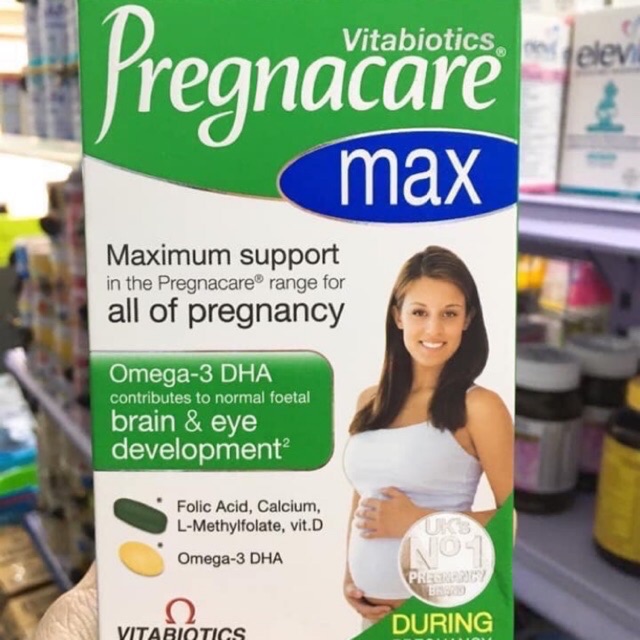 Vitabiotics®
Pregnacare
max
Maximum support
in the Pregnacare® range for
all of pregnancy
Omega-3 DHA
contributes to normal foetal
brain & eye
development²
Folic Acid, Calcium,
L-Methylfolate, vit.D
Omega-3 DHA
UK's
No1
PREGNANCY
BRAND
VITABIOTICS
DURING
elevi